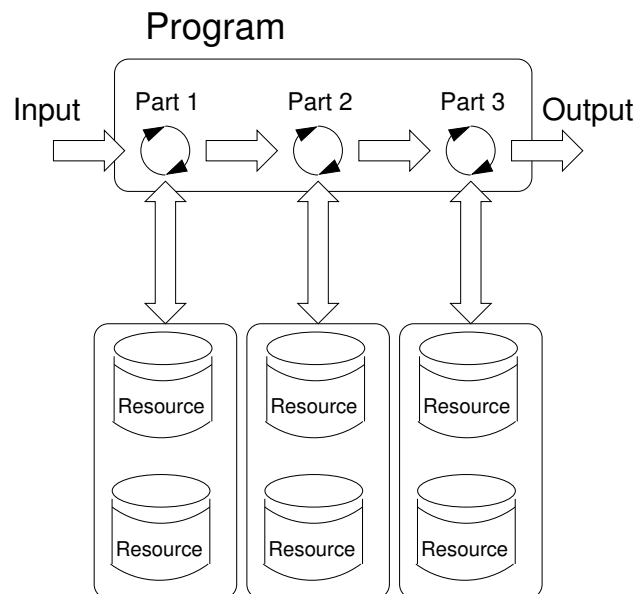 Program
Input
Part 1
Part 2
Part 3
Output
Resource
Resource
Resource
Resource
Resource
Resource